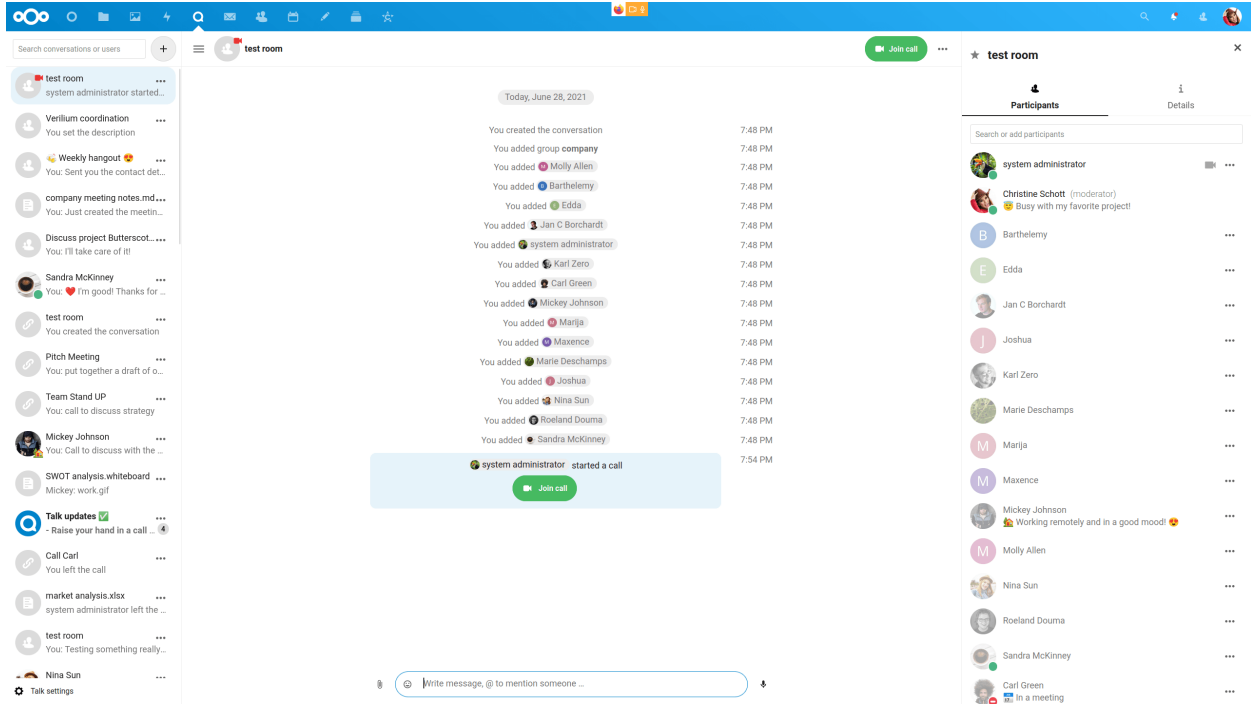 Search conversations or users
test room
system administrator started...
Verilium coordination
You set the description
👋 Weekly hangout 😍
You: Sent you the contact det...
company meeting notes.md...
You: Just created the meetin...
Discuss project Butterscot...
You: I'll take care of it!
Sandra McKinney
You: ❤️ I'm good! Thanks for ...
test room
You created the conversation
Pitch Meeting
You: put together a draft of o...
Team Stand UP
You: call to discuss strategy
Mickey Johnson
You: Call to discuss with the ...
SWOT analysis.whiteboard
Mickey: work.gif
Talk updates ✅
- Raise your hand in a call ... 4
Call Carl
You left the call
market analysis.xlsx
system administrator left the ...
test room
You: Testing something really...
Nina Sun
Talk settings
test room
Join call
Today, June 28, 2021
You created the conversation 7:48 PM
You added group company 7:48 PM
You added M Molly Allen 7:48 PM
You added B Barthelemy 7:48 PM
You added E Edda 7:48 PM
You added Jan C Borchardt 7:48 PM
You added system administrator 7:48 PM
You added Karl Zero 7:48 PM
You added Carl Green 7:48 PM
You added Mickey Johnson 7:48 PM
You added M Marija 7:48 PM
You added M Maxence 7:48 PM
You added Marie Deschamps 7:48 PM
You added J Joshua 7:48 PM
You added Nina Sun 7:48 PM
You added Roeland Douma 7:48 PM
You added Sandra McKinney 7:48 PM
system administrator started a call 7:54 PM
Join call
Write message, @ to mention someone ...
test room
Participants
Details
Search or add participants
system administrator
Christine Schott (moderator)
😇 Busy with my favorite project!
B Barthelemy
E Edda
Jan C Borchardt
J Joshua
Karl Zero
Marie Deschamps
M Marija
M Maxence
Mickey Johnson
🏡 Working remotely and in a good mood! 😍
M Molly Allen
Nina Sun
Roeland Douma
Sandra McKinney
Carl Green
📅 In a meeting